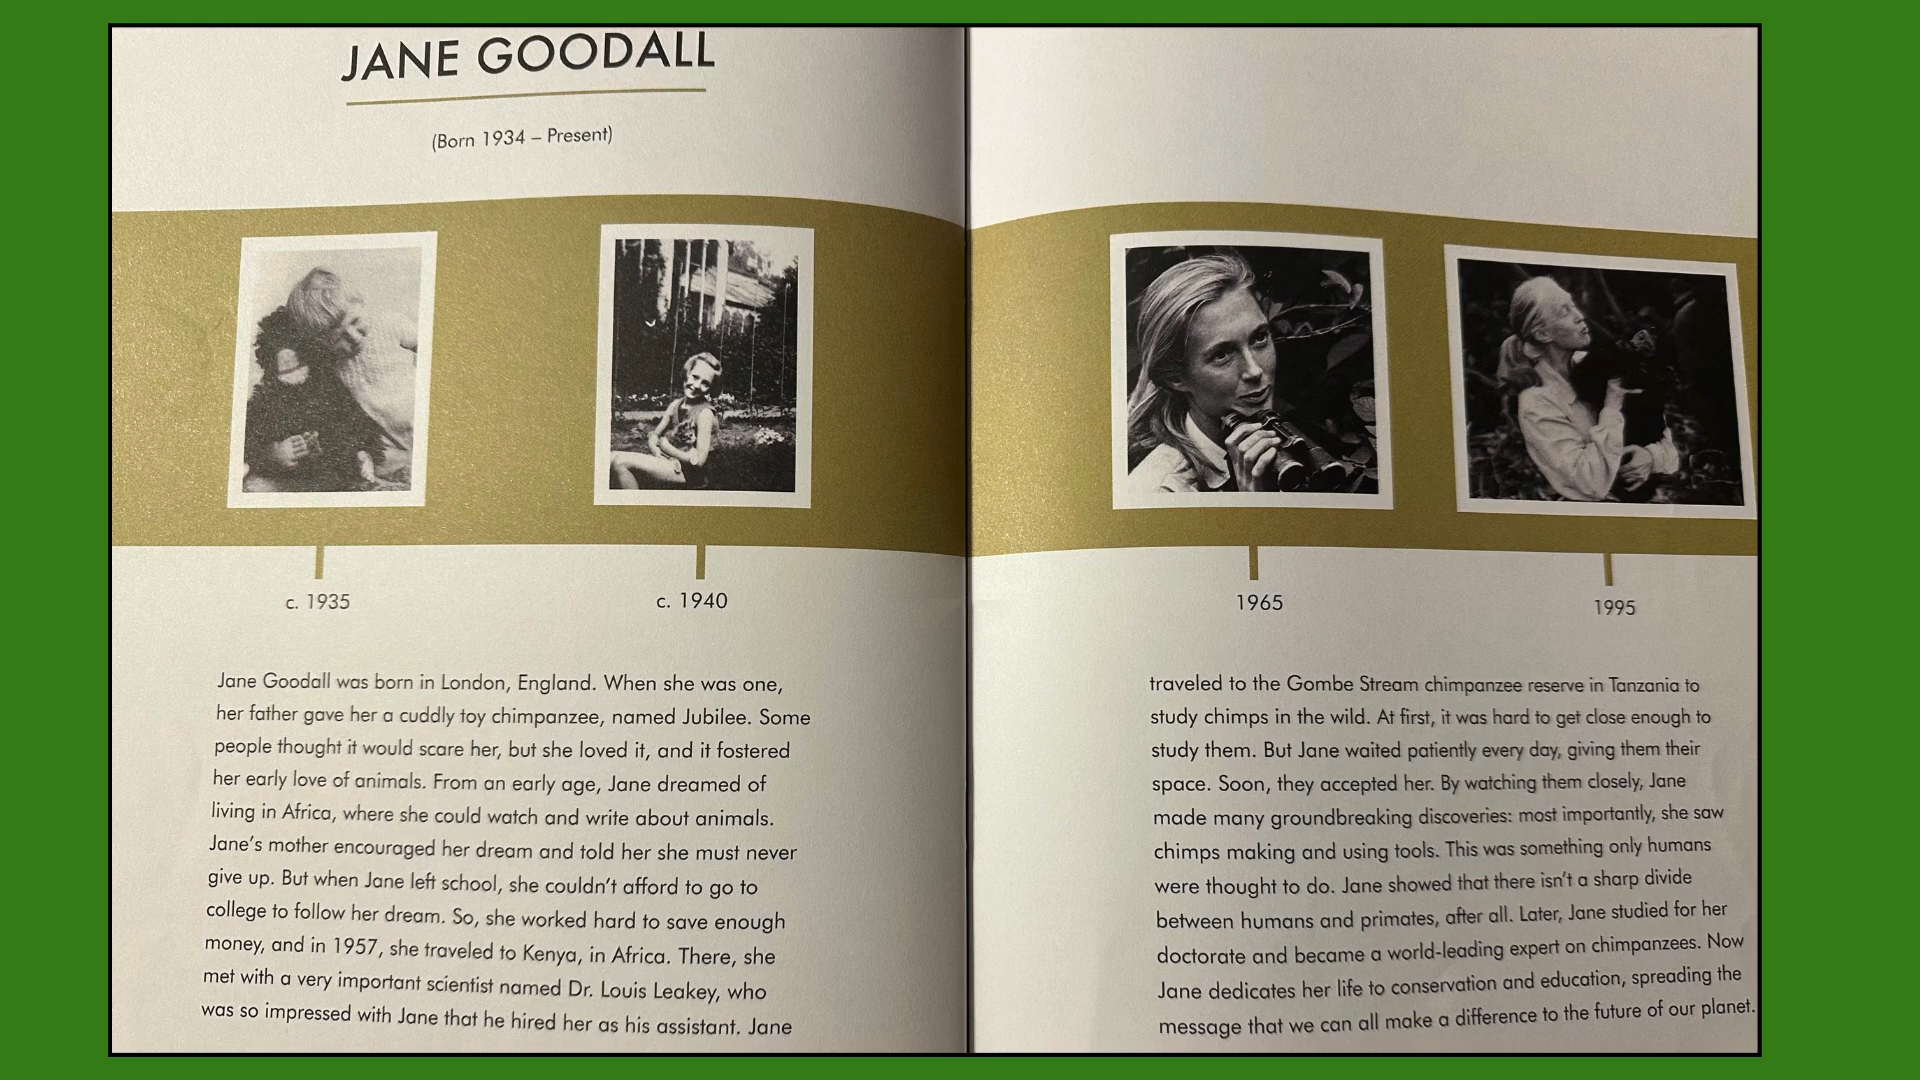 JANE GOODALL
(Born 1934 – Present)
c. 1935
c. 1940
Jane Goodall was born in London, England. When she was one,
her father gave her a cuddly toy chimpanzee, named Jubilee. Some
people thought it would scare her, but she loved it, and it fostered
her early love of animals. From an early age, Jane dreamed of
living in Africa, where she could watch and write about animals.
Jane's mother encouraged her dream and told her she must never
give up. But when Jane left school, she couldn't afford to go to
college to follow her dream. So, she worked hard to save enough
money, and in 1957, she traveled to Kenya, in Africa. There, she
met with a very important scientist named Dr. Louis Leakey, who
was so impressed with Jane that he hired her as his assistant. Jane
1965
1995
traveled to the Gombe Stream chimpanzee reserve in Tanzania to
study chimps in the wild. At first, it was hard to get close enough to
study them. But Jane waited patiently every day, giving them their
space. Soon, they accepted her. By watching them closely, Jane
made many groundbreaking discoveries: most importantly, she saw
chimps making and using tools. This was something only humans
were thought to do. Jane showed that there isn't a sharp divide
between humans and primates, after all. Later, Jane studied for her
doctorate and became a world-leading expert on chimpanzees. Now
Jane dedicates her life to conservation and education, spreading the
message that we can all make a difference to the future of our planet.